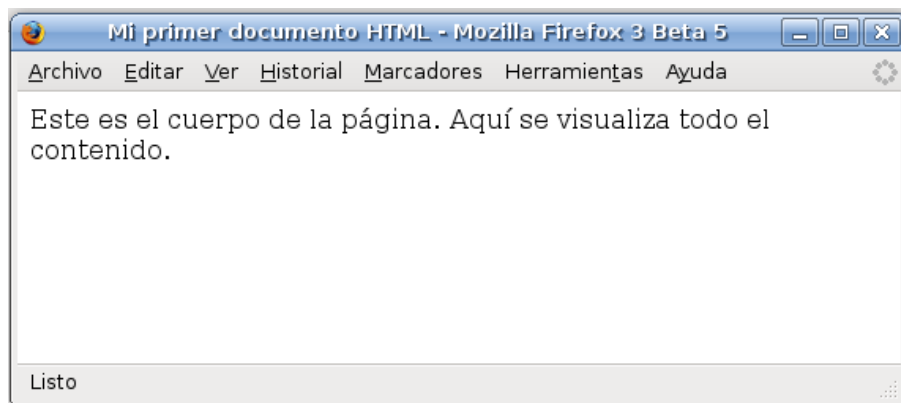 Mi primer documento HTML - Mozilla Firefox 3 Beta 5
Archivo Editar Ver Historial Marcadores Herramientas Ayuda
Este es el cuerpo de la página. Aquí se visualiza todo el
contenido.
Listo